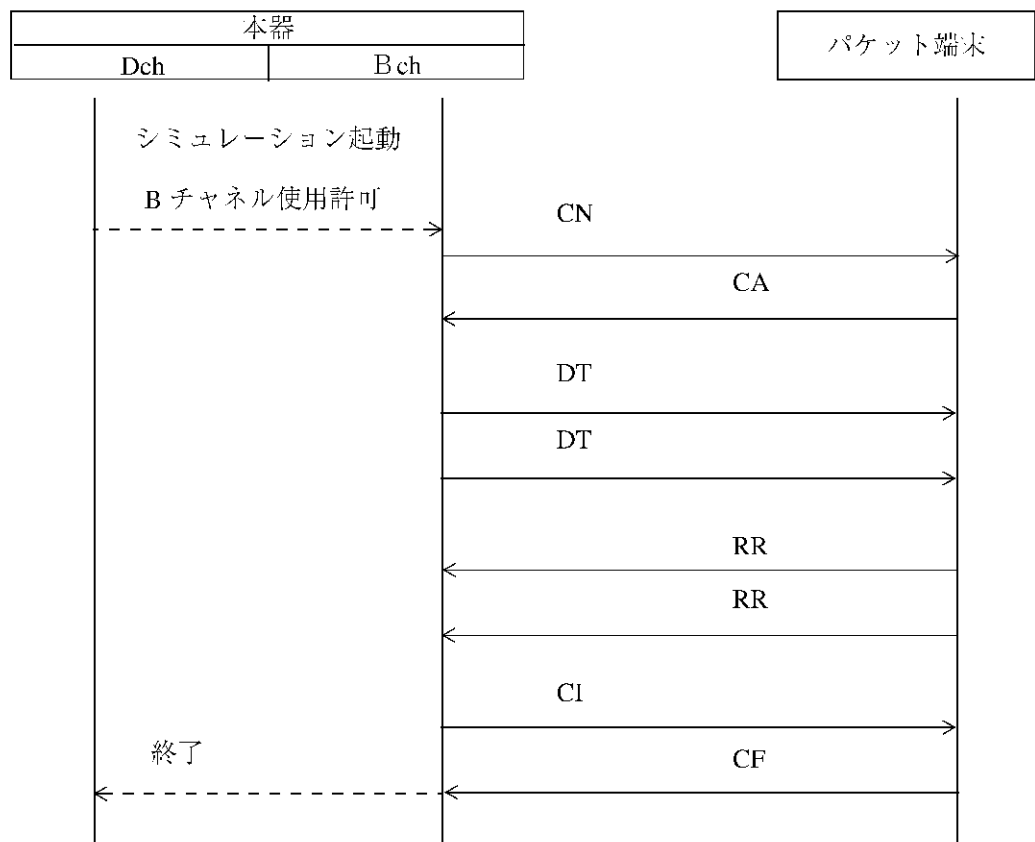 本器
パケット端末
Dch
Bch
シミュレーション起動
B チャネル使用許可
CN
CA
DT
DT
RR
RR
CI
終了
CF